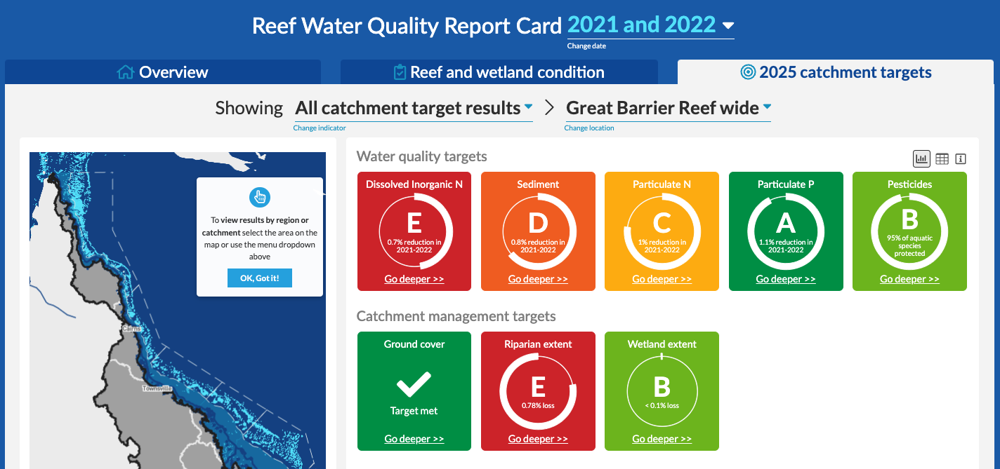 Reef Water Quality Report Card 2021 and 2022
Change date
Overview
Reef and wetland condition
2025 catchment targets
Showing All catchment target results > Great Barrier Reef wide
Change indicator
Change location
To view results by region or
catchment select the area on the
map or use the menu dropdown
above
OK, Got it!
Cairns
Townsville
Water quality targets
Dissolved Inorganic N
E
0.7% reduction in
2021-2022
Go deeper >>
Sediment
D
0.8% reduction in
2021-2022
Go deeper >>
Particulate N
C
1% reduction in
2021-2022
Go deeper >>
Particulate P
A
1.1% reduction in
2021-2022
Go deeper >>
Pesticides
B
95% of aquatic
species
protected
Go deeper >>
Catchment management targets
Ground cover
Target met
Go deeper >>
Riparian extent
E
0.78% loss
Go deeper >>
Wetland extent
B
< 0.1% loss
Go deeper >>